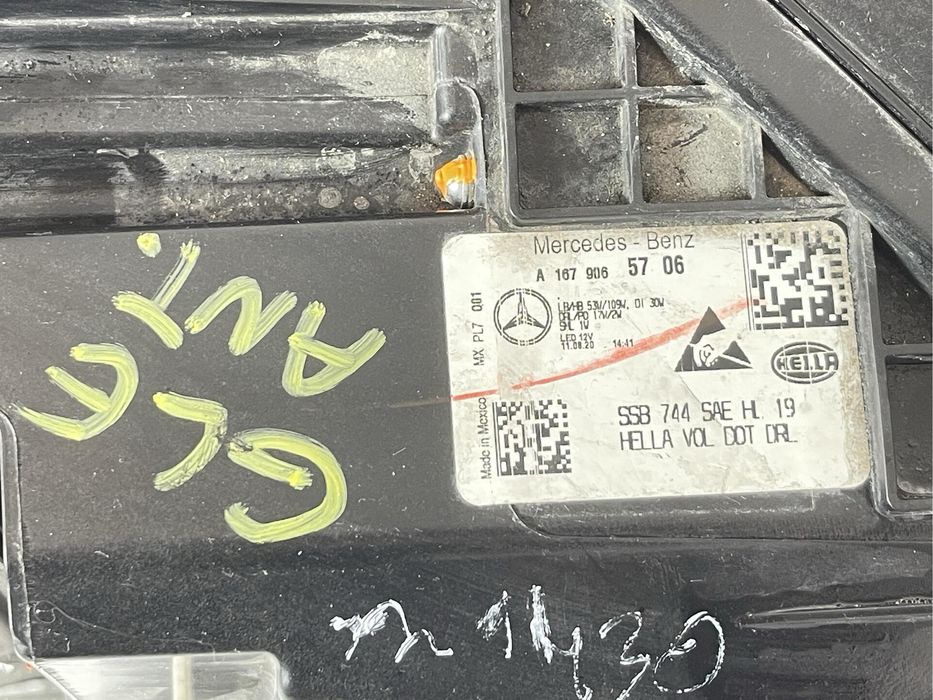 Mercedes - Benz
A 167 906 57 06
MX PL7 001
LB/HB 53W/109W, DI 30W
DRL/PO 17W/2W
SHL 1W
LED 12V
11.08.20 - 14:41
HELLA
Made in Mexico
SSB 744 SAE HL 19
HELLA VOL DOT DRL
GLE
1430